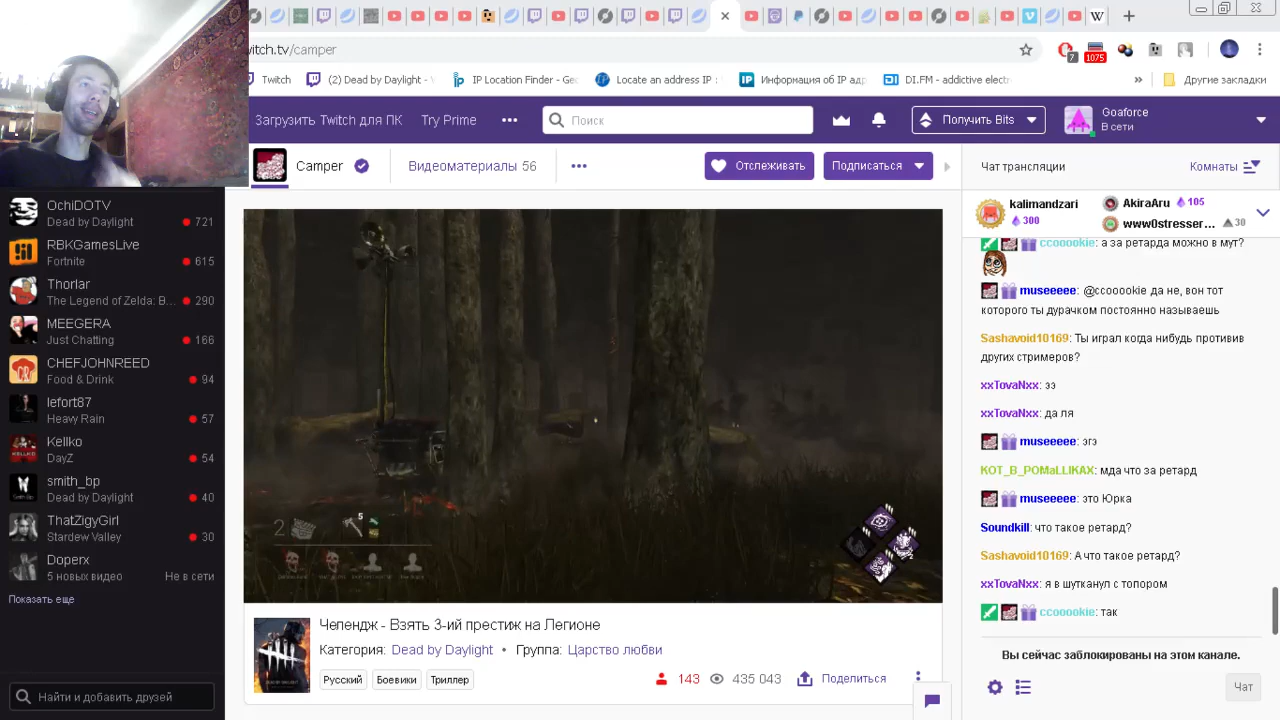 itch.tv/camper
7
1075
Twitch
(2) Dead by Daylight - Y
IP Location Finder - Geo
Locate an address IP :
Информация об IP адр
DI.FM - addictive electr
»
Другие закладки
Загрузить Twitch для ПК
Try Prime
•••
Поиск
Получить Bits
Goaforce
В сети
Camper
Видеоматериалы 56
•••
Отслеживать
Подписаться
Чат трансляции
Комнаты
OchiDOTV
Dead by Daylight
721
RBKGamesLive
Fortnite
615
Thorlar
The Legend of Zelda: B...
290
MEEGERA
Just Chatting
166
CHEFJOHNREED
Food & Drink
94
lefort87
Heavy Rain
57
Kellko
DayZ
54
smith_bp
Dead by Daylight
40
ThatZigyGirl
Stardew Valley
30
Doperx
5 новых видео
Не в сети
Показать еще
Найти и добавить друзей
2
5
Челендж - Взять 3-ий престиж на Легионе
Категория: Dead by Daylight • Группа: Царство любви
Русский
Боевики
Триллер
143
435 043
Поделиться
kalimandzari
300
AkiraAru
105
www0stresser...
30
ccooookie: а за ретарда можно в мут?
museeeee: @ccooookie да не, вон тот
которого ты дурачком постоянно называешь
Sashavoid10169: Ты играл когда нибудь противив
других стримеров?
xxTovaNxx: ээ
xxTovaNxx: да ля
museeeee: эгэ
KOT_B_POMaLLIKAX: мда что за ретард
museeeee: это Юрка
Soundkill: что такое ретард?
Sashavoid10169: А что такое ретард?
xxTovaNxx: я в шутканул с топором
ccooookie: так
Вы сейчас заблокированы на этом канале.
Чат